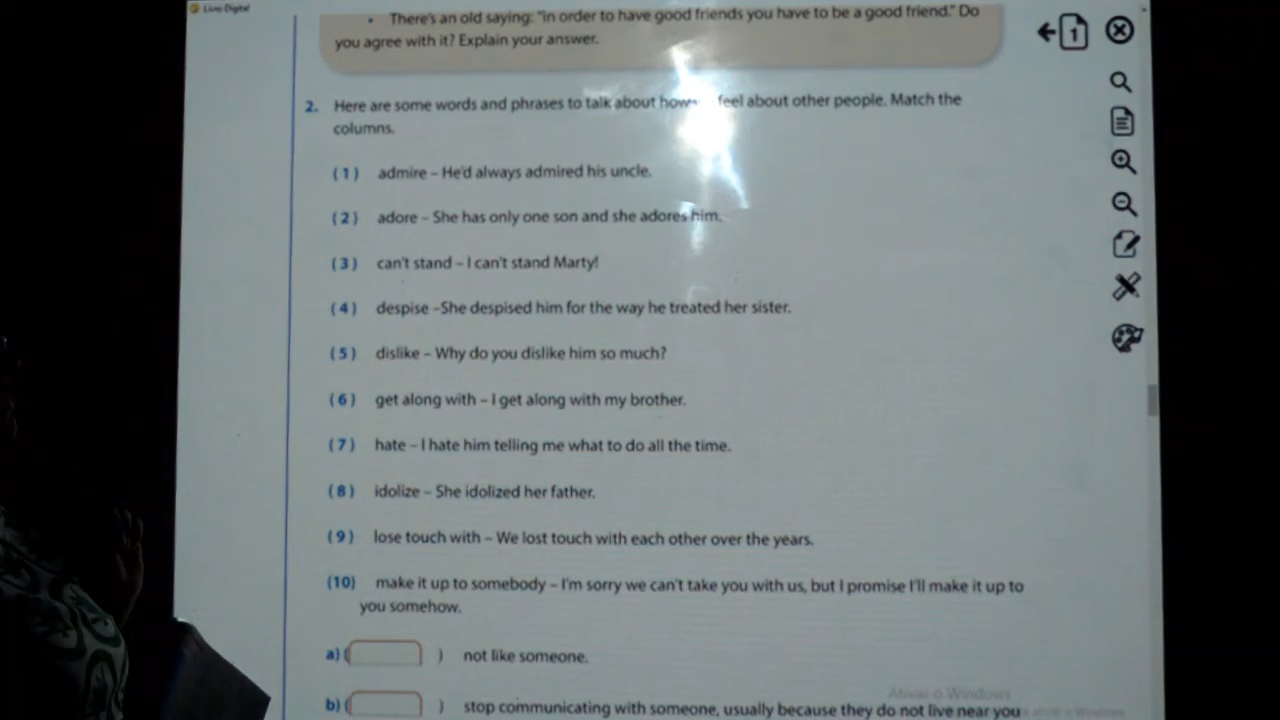 Livro Digital
• There's an old saying: "In order to have good friends you have to be a good friend." Do
you agree with it? Explain your answer.
1
2. Here are some words and phrases to talk about how feel about other people. Match the
columns.
(1) admire – He'd always admired his uncle.
(2) adore – She has only one son and she adores him.
(3) can't stand – I can't stand Marty!
(4) despise –She despised him for the way he treated her sister.
(5) dislike – Why do you dislike him so much?
(6) get along with – I get along with my brother.
(7) hate – I hate him telling me what to do all the time.
(8) idolize – She idolized her father.
(9) lose touch with – We lost touch with each other over the years.
(10) make it up to somebody – I'm sorry we can't take you with us, but I promise I'll make it up to
you somehow.
a) ( ) not like someone.
Ativar o Windows
b) ( ) stop communicating with someone, usually because they do not live near you